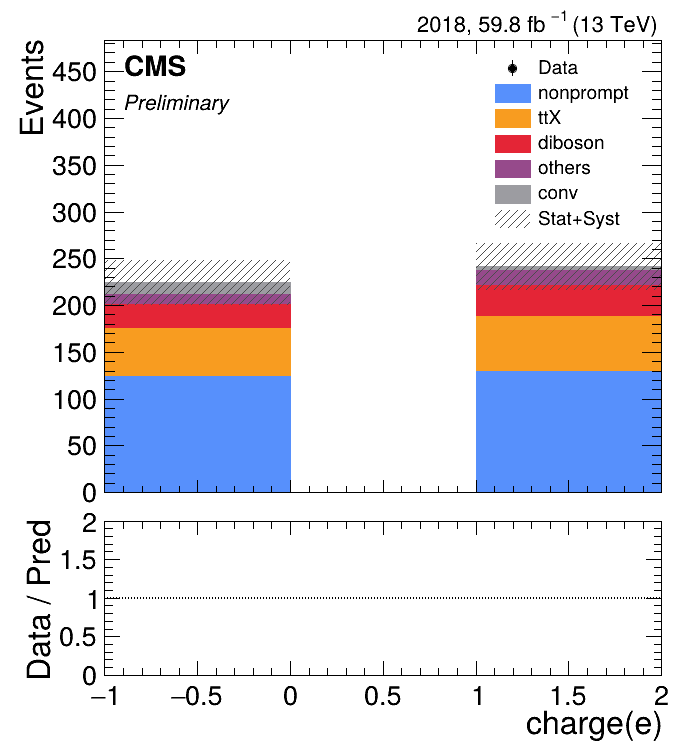 2018, 59.8 fb⁻¹ (13 TeV)
CMS
Preliminary
Events
450
400
350
300
250
200
150
100
50
0
Data
nonprompt
ttX
diboson
others
conv
Stat+Syst
Data / Pred
2
1.5
1
0.5
0
−1 −0.5 0 0.5 1 1.5 2
charge(e)